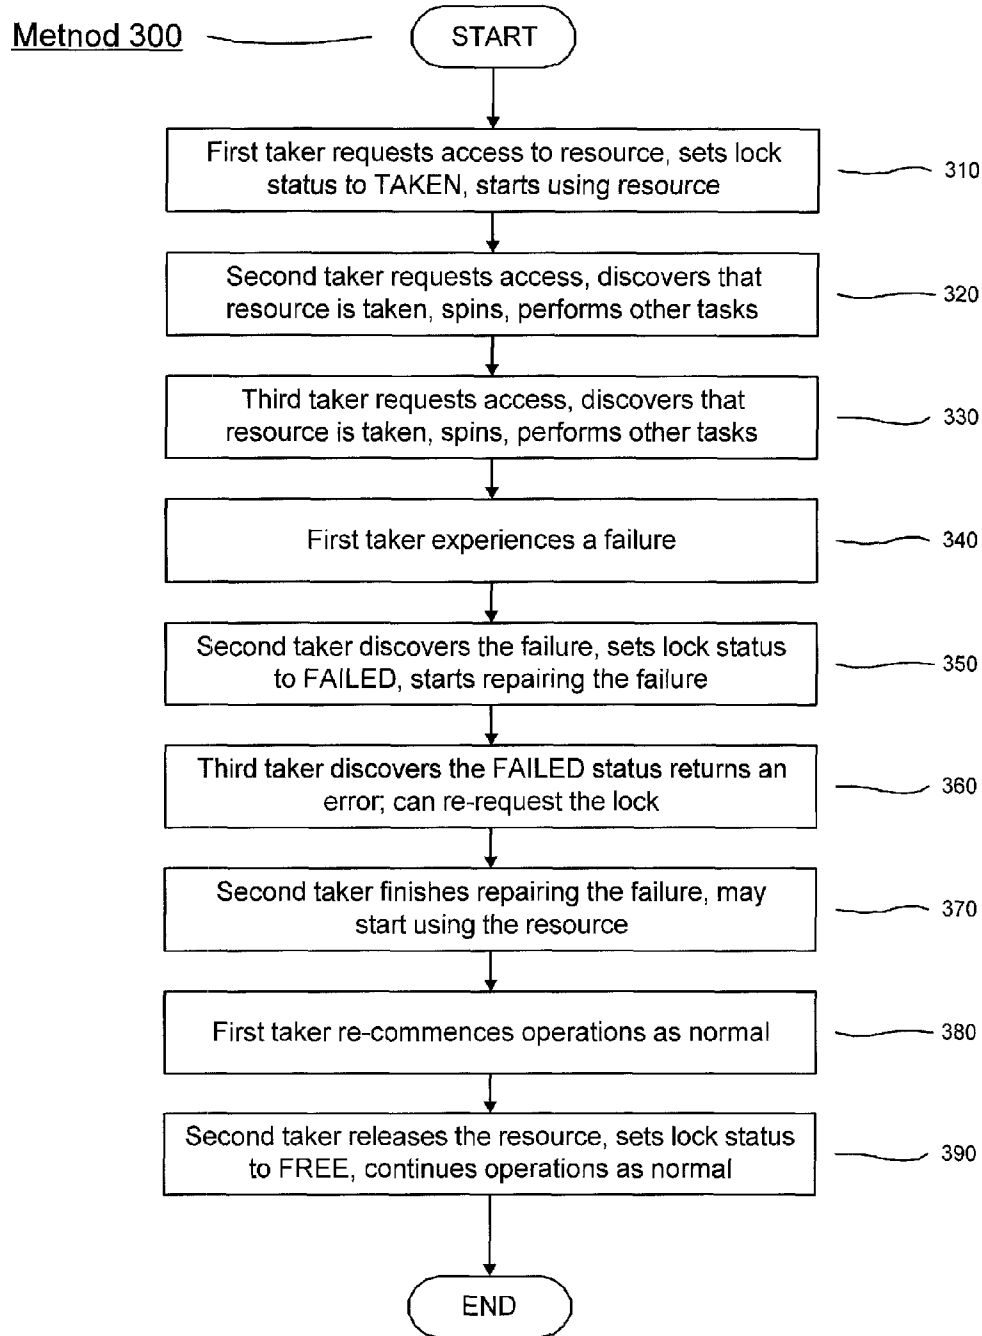 Metnod 300
START
First taker requests access to resource, sets lock
status to TAKEN, starts using resource
310
Second taker requests access, discovers that
resource is taken, spins, performs other tasks
320
Third taker requests access, discovers that
resource is taken, spins, performs other tasks
330
First taker experiences a failure
340
Second taker discovers the failure, sets lock status
to FAILED, starts repairing the failure
350
Third taker discovers the FAILED status returns an
error; can re-request the lock
360
Second taker finishes repairing the failure, may
start using the resource
370
First taker re-commences operations as normal
380
Second taker releases the resource, sets lock status
to FREE, continues operations as normal
390
END